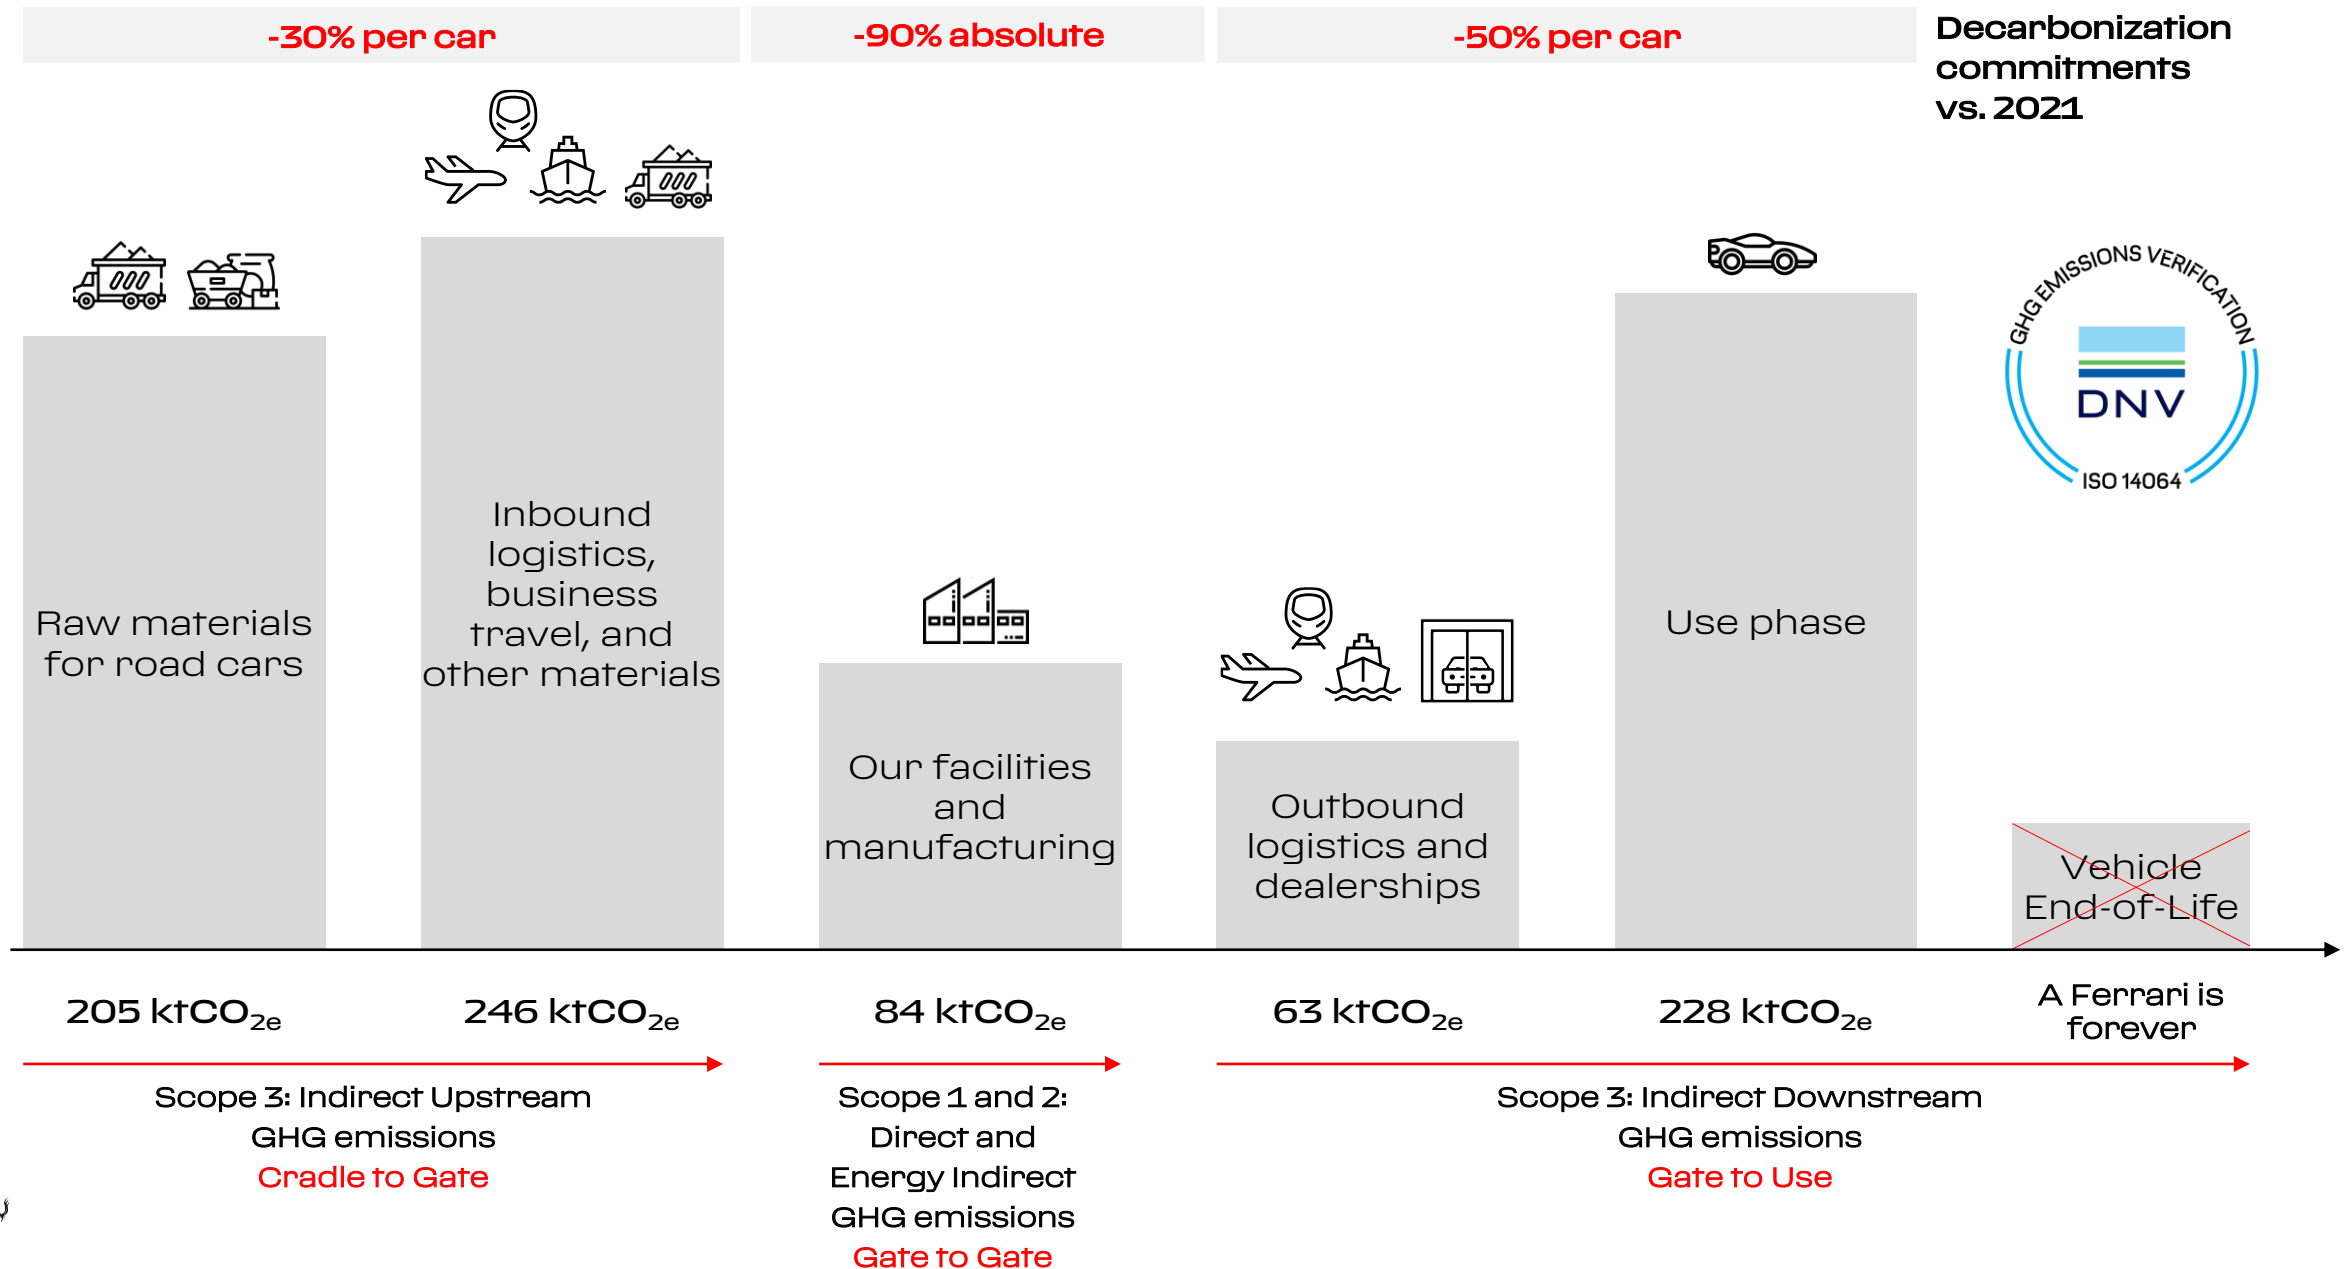 -30% per car
-90% absolute
-50% per car
Decarbonization
commitments
vs. 2021
GHG EMISSIONS VERIFICATION
DNV
ISO 14064
Raw materials
for road cars
Inbound
logistics,
business
travel, and
other materials
Our facilities
and
manufacturing
Outbound
logistics and
dealerships
Use phase
Vehicle
End-of-Life
205 ktCO2e
246 ktCO2e
84 ktCO2e
63 ktCO2e
228 ktCO2e
A Ferrari is
forever
Scope 3: Indirect Upstream
GHG emissions
Cradle to Gate
Scope 1 and 2:
Direct and
Energy Indirect
GHG emissions
Gate to Gate
Scope 3: Indirect Downstream
GHG emissions
Gate to Use